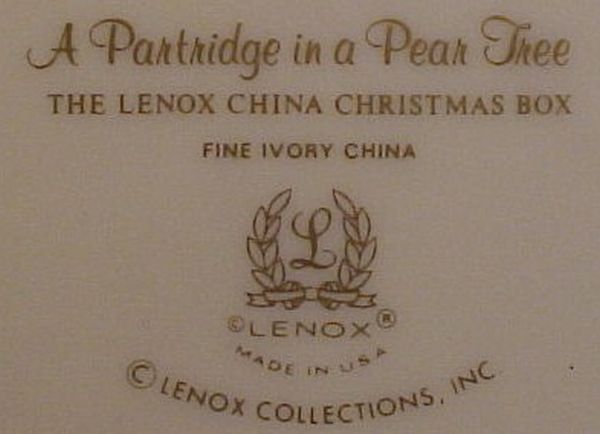 A Partridge in a Pear Tree
THE LENOX CHINA CHRISTMAS BOX
FINE IVORY CHINA
L
©LENOX®
MADE IN USA
© LENOX COLLECTIONS, INC